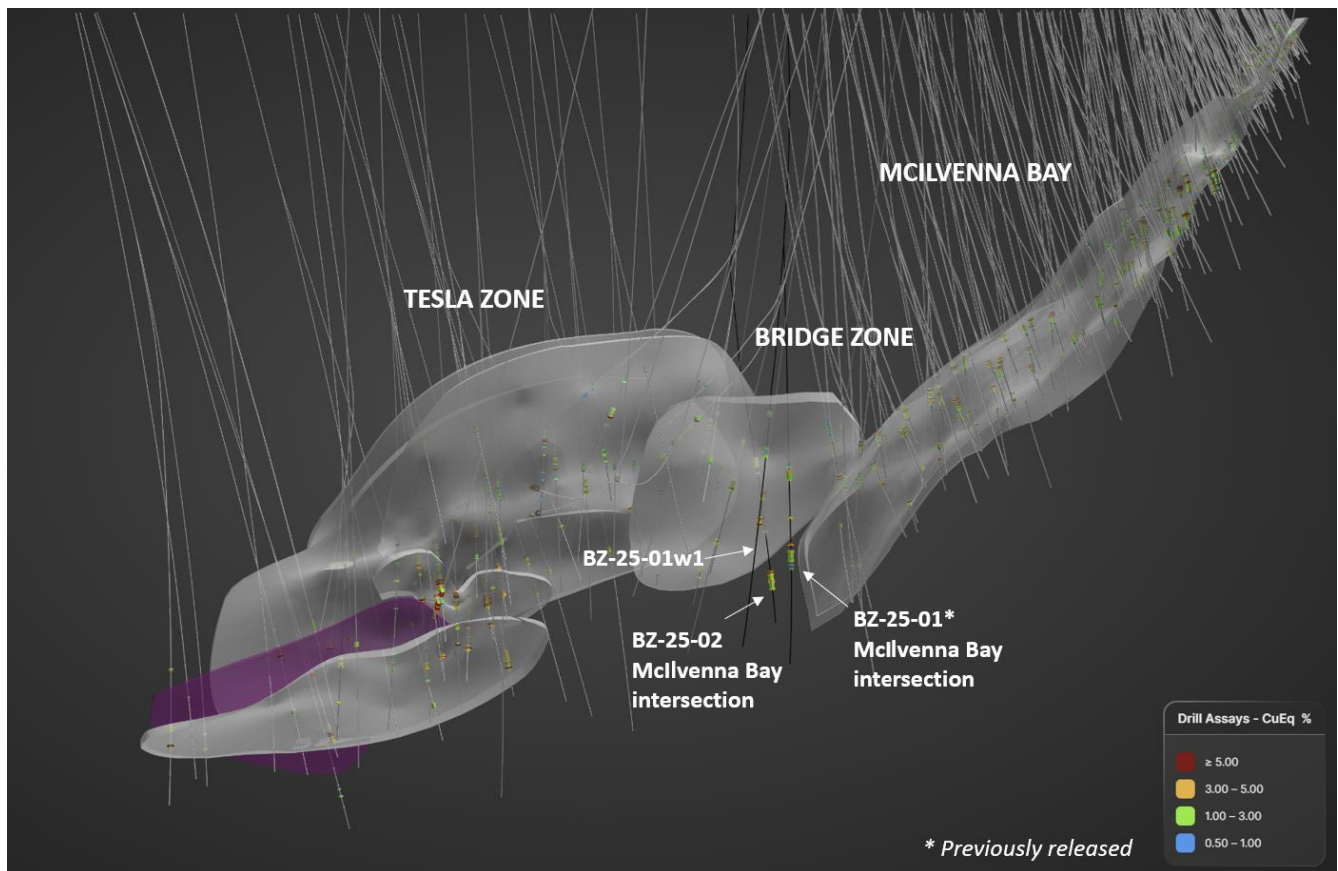 MCILVENNA BAY
TESLA ZONE
BRIDGE ZONE
BZ-25-01w1
BZ-25-02
McIlvenna Bay
intersection
BZ-25-01*
McIlvenna Bay
intersection
Drill Assays - CuEq %
≥ 5.00
3.00 – 5.00
1.00 – 3.00
0.50 – 1.00
* Previously released